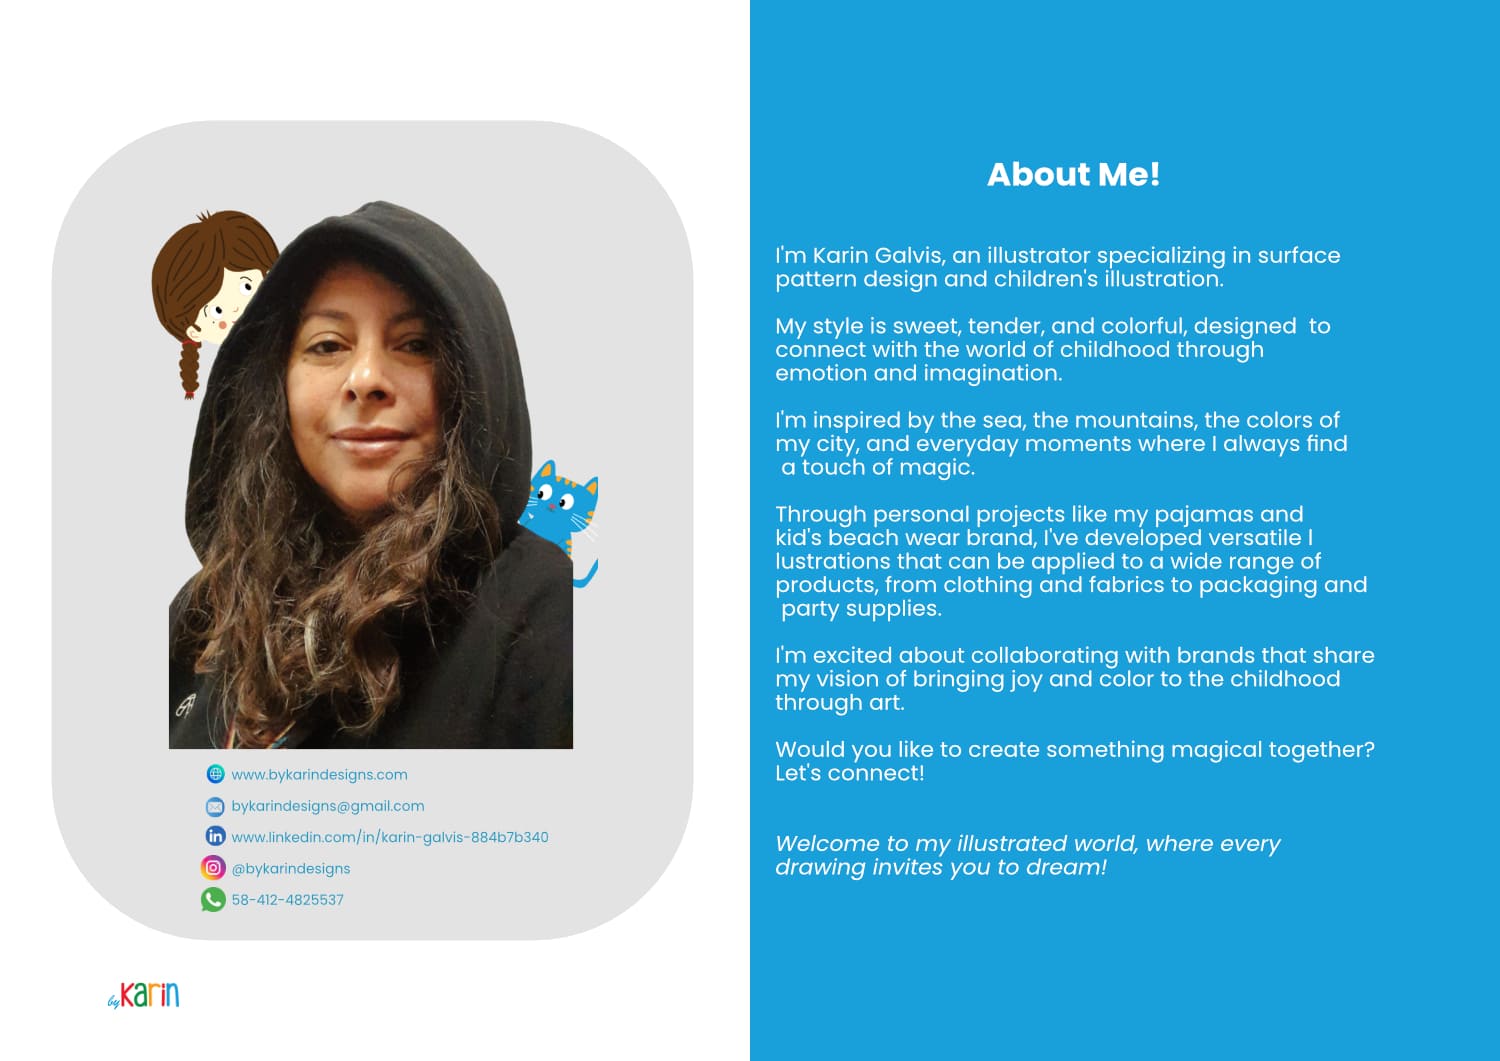 About Me!
I'm Karin Galvis, an illustrator specializing in surface
pattern design and children's illustration.
My style is sweet, tender, and colorful, designed  to
connect with the world of childhood through
emotion and imagination.
I'm inspired by the sea, the mountains, the colors of
my city, and everyday moments where I always find
a touch of magic.
Through personal projects like my pajamas and
kid's beach wear brand, I've developed versatile l
lustrations that can be applied to a wide range of
products, from clothing and fabrics to packaging and
party supplies.
I'm excited about collaborating with brands that share
my vision of bringing joy and color to the childhood
through art.
Would you like to create something magical together?
Let's connect!
Welcome to my illustrated world, where every
drawing invites you to dream!
www.bykarindesigns.com
bykarindesigns@gmail.com
in www.linkedin.com/in/karin-galvis-884b7b340
@bykarindesigns
58-412-4825537
by Karin